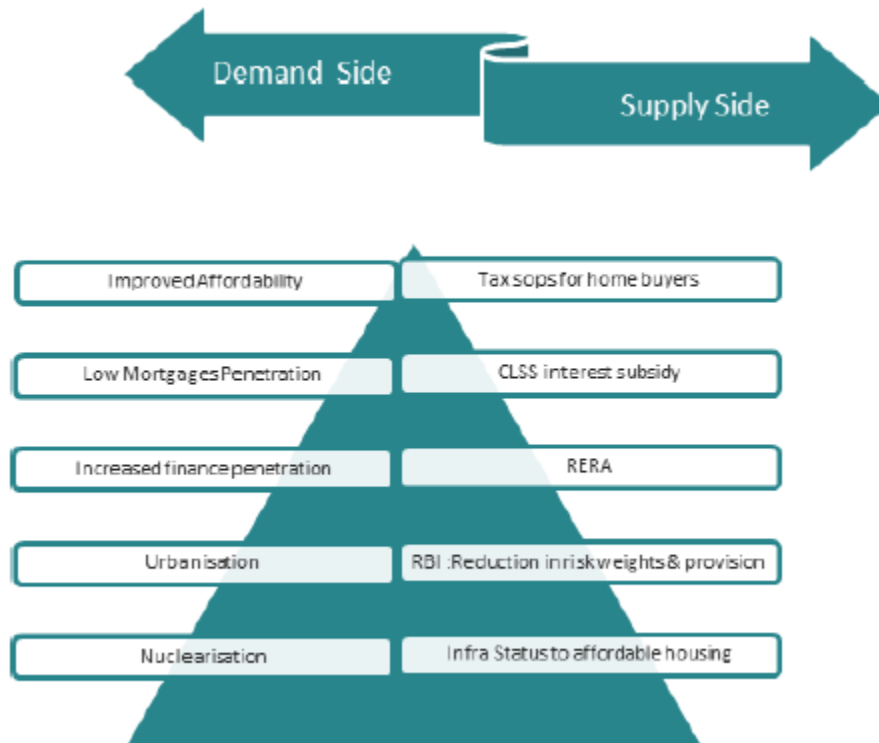 Demand Side
Supply Side
Improved Affordability
Tax sops for home buyers
Low Mortgages Penetration
CLSS interest subsidy
Increased finance penetration
RERA
Urbanisation
RBI :Reduction in risk weights & provision
Nuclearisation
Infra Status to affordable housing